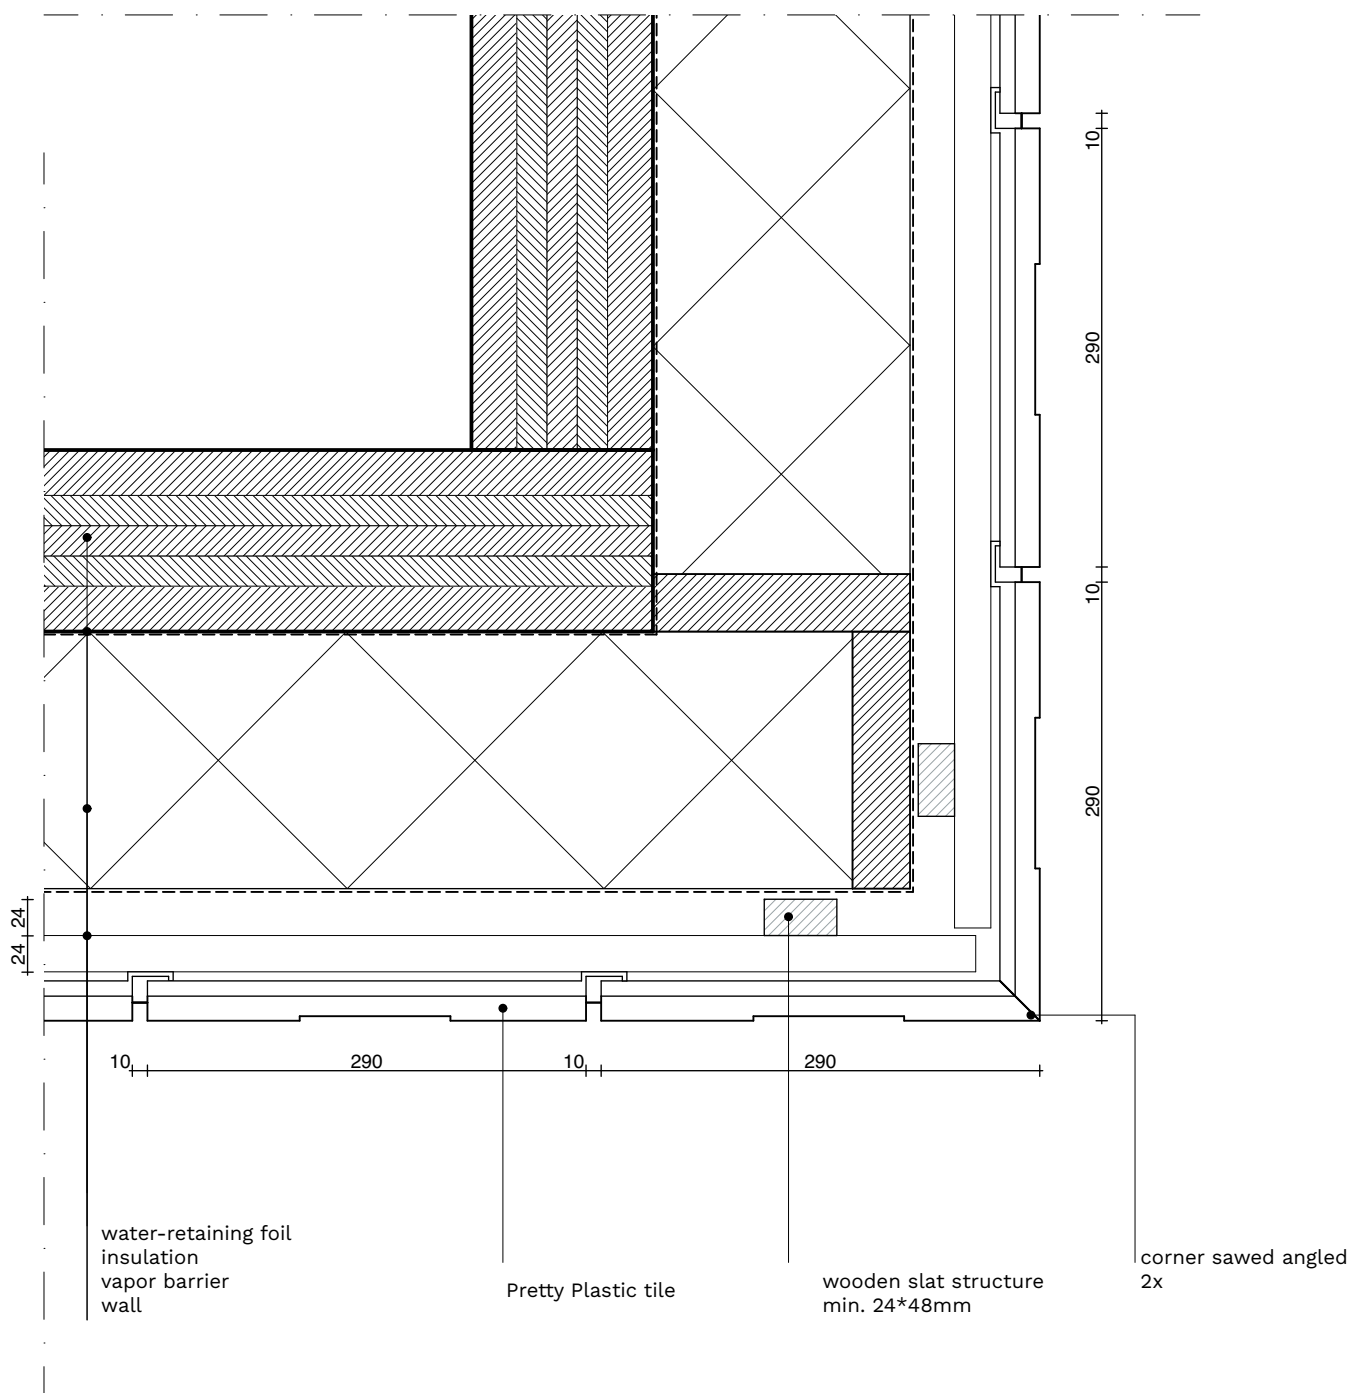 10
290
10
290
24
24
10
290
10
290
water-retaining foil
insulation
vapor barrier
wall
Pretty Plastic tile
wooden slat structure
min. 24*48mm
corner sawed angled
2x